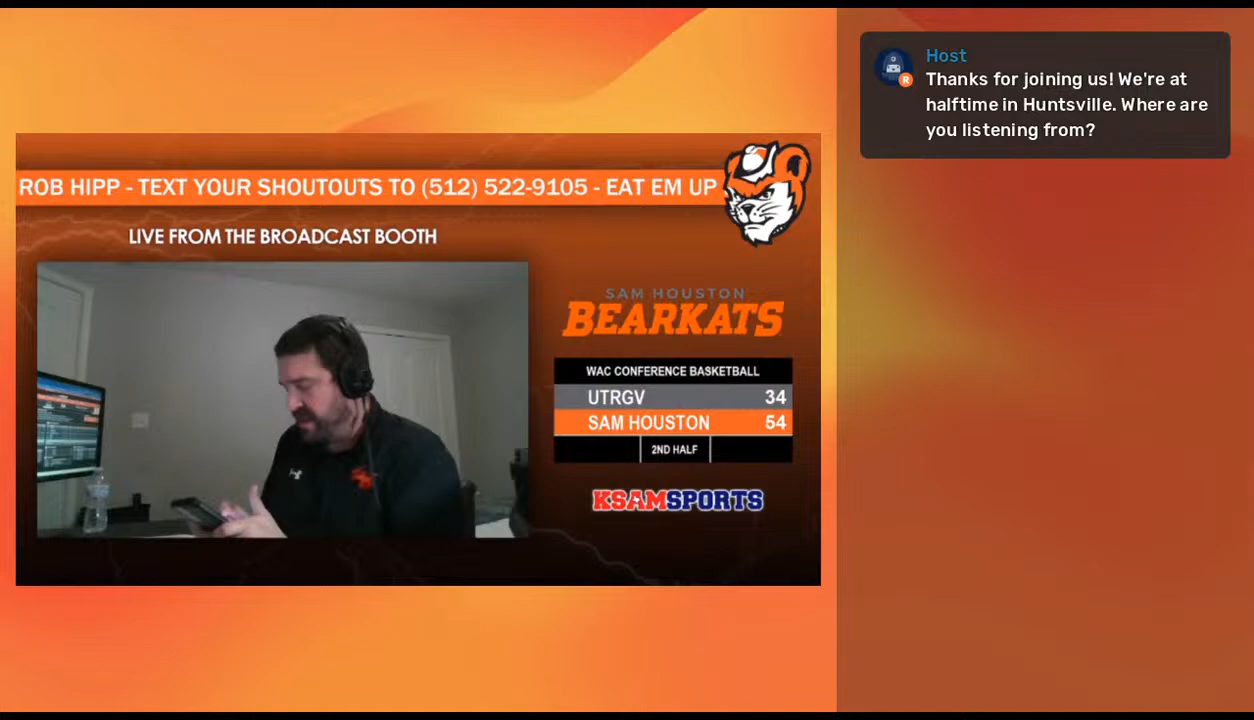 ROB HIPP - TEXT YOUR SHOUTOUTS TO (512) 522-9105 - EAT EM UP
LIVE FROM THE BROADCAST BOOTH
SAM HOUSTON
BEARKATS
WAC CONFERENCE BASKETBALL
UTRGV 34
SAM HOUSTON 54
2ND HALF
KSAMSPORTS
Host
R
Thanks for joining us! We're at
halftime in Huntsville. Where are
you listening from?